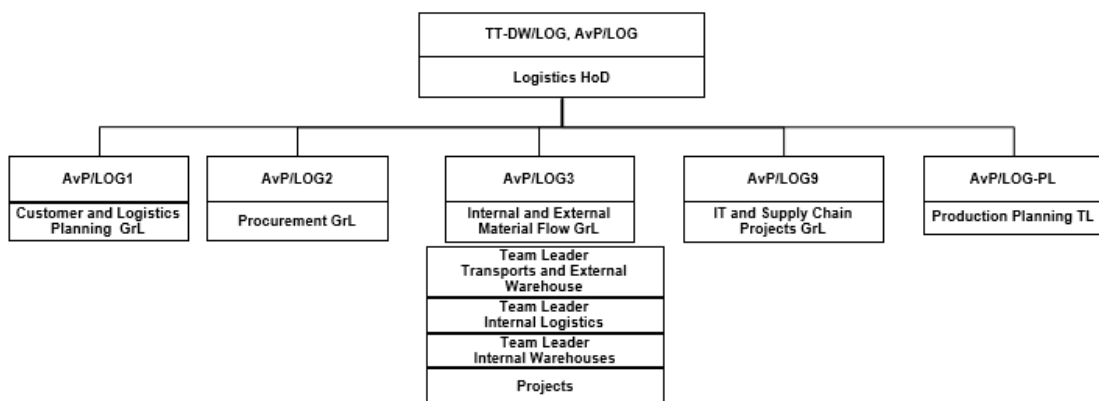 TT-DW/LOG, AvP/LOG
Logistics HoD
AvP/LOG1
Customer and Logistics
Planning GrL
AvP/LOG2
Procurement GrL
AvP/LOG3
Internal and External
Material Flow GrL
Team Leader
Transports and External
Warehouse
Team Leader
Internal Logistics
Team Leader
Internal Warehouses
Projects
AvP/LOG9
IT and Supply Chain
Projects GrL
AvP/LOG-PL
Production Planning TL